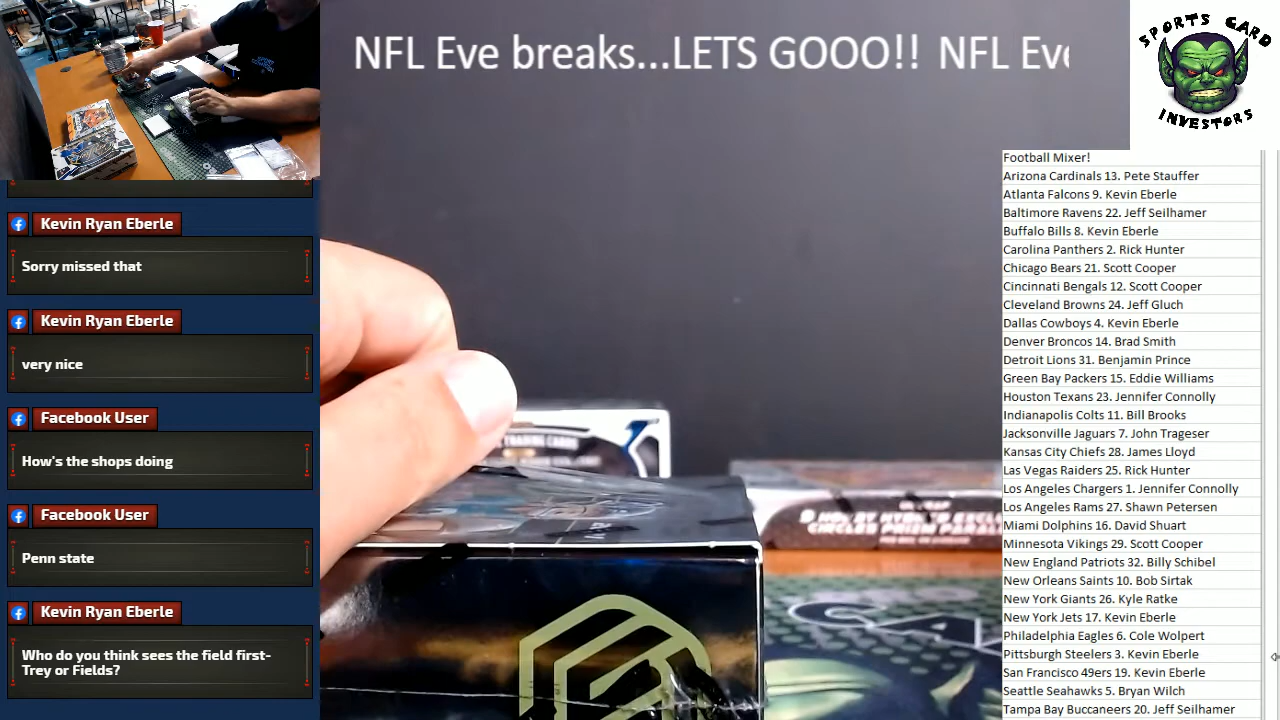 NFL Eve breaks...LETS GOOO!! NFL Eve
SPORTS CARD
INVESTORS
Kevin Ryan Eberle
Sorry missed that
Kevin Ryan Eberle
very nice
Facebook User
How's the shops doing
Facebook User
Penn state
Kevin Ryan Eberle
Who do you think sees the field first-
Trey or Fields?
TRADING CARDS
Football Mixer!
Arizona Cardinals 13. Pete Stauffer
Atlanta Falcons 9. Kevin Eberle
Baltimore Ravens 22. Jeff Seilhamer
Buffalo Bills 8. Kevin Eberle
Carolina Panthers 2. Rick Hunter
Chicago Bears 21. Scott Cooper
Cincinnati Bengals 12. Scott Cooper
Cleveland Browns 24. Jeff Gluch
Dallas Cowboys 4. Kevin Eberle
Denver Broncos 14. Brad Smith
Detroit Lions 31. Benjamin Prince
Green Bay Packers 15. Eddie Williams
Houston Texans 23. Jennifer Connolly
Indianapolis Colts 11. Bill Brooks
Jacksonville Jaguars 7. John Trageser
Kansas City Chiefs 28. James Lloyd
Las Vegas Raiders 25. Rick Hunter
Los Angeles Chargers 1. Jennifer Connolly
Los Angeles Rams 27. Shawn Petersen
Miami Dolphins 16. David Shuart
Minnesota Vikings 29. Scott Cooper
New England Patriots 32. Billy Schibel
New Orleans Saints 10. Bob Sirtak
New York Giants 26. Kyle Ratke
New York Jets 17. Kevin Eberle
Philadelphia Eagles 6. Cole Wolpert
Pittsburgh Steelers 3. Kevin Eberle
San Francisco 49ers 19. Kevin Eberle
Seattle Seahawks 5. Bryan Wilch
Tampa Bay Buccaneers 20. Jeff Seilhamer